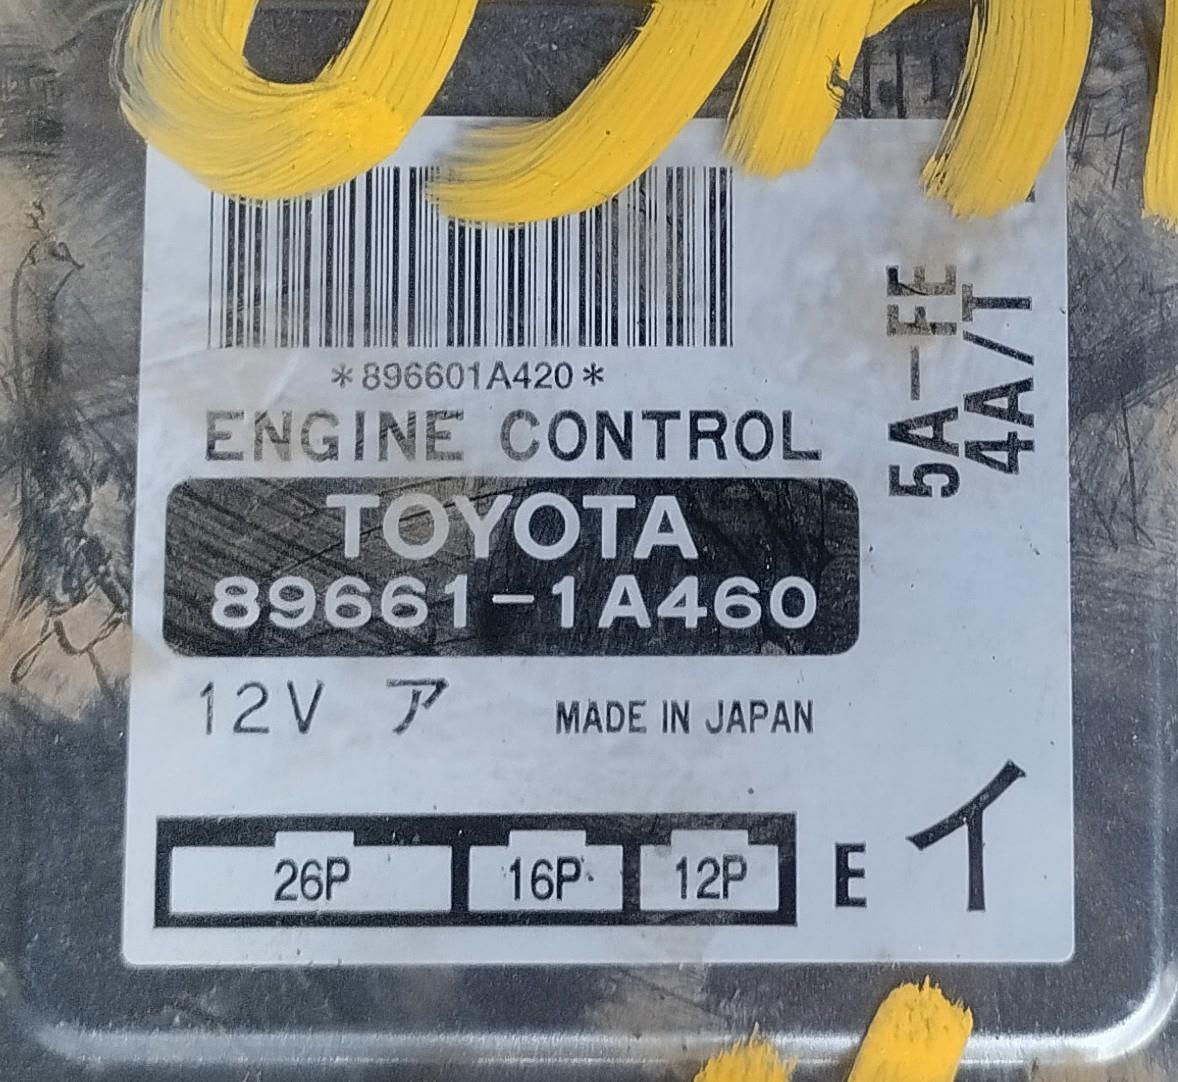 *896601A420*
ENGINE CONTROL
TOYOTA
89661-1A460
12V ア MADE IN JAPAN
26P 16P 12P E イ
5A-FE
4A/T